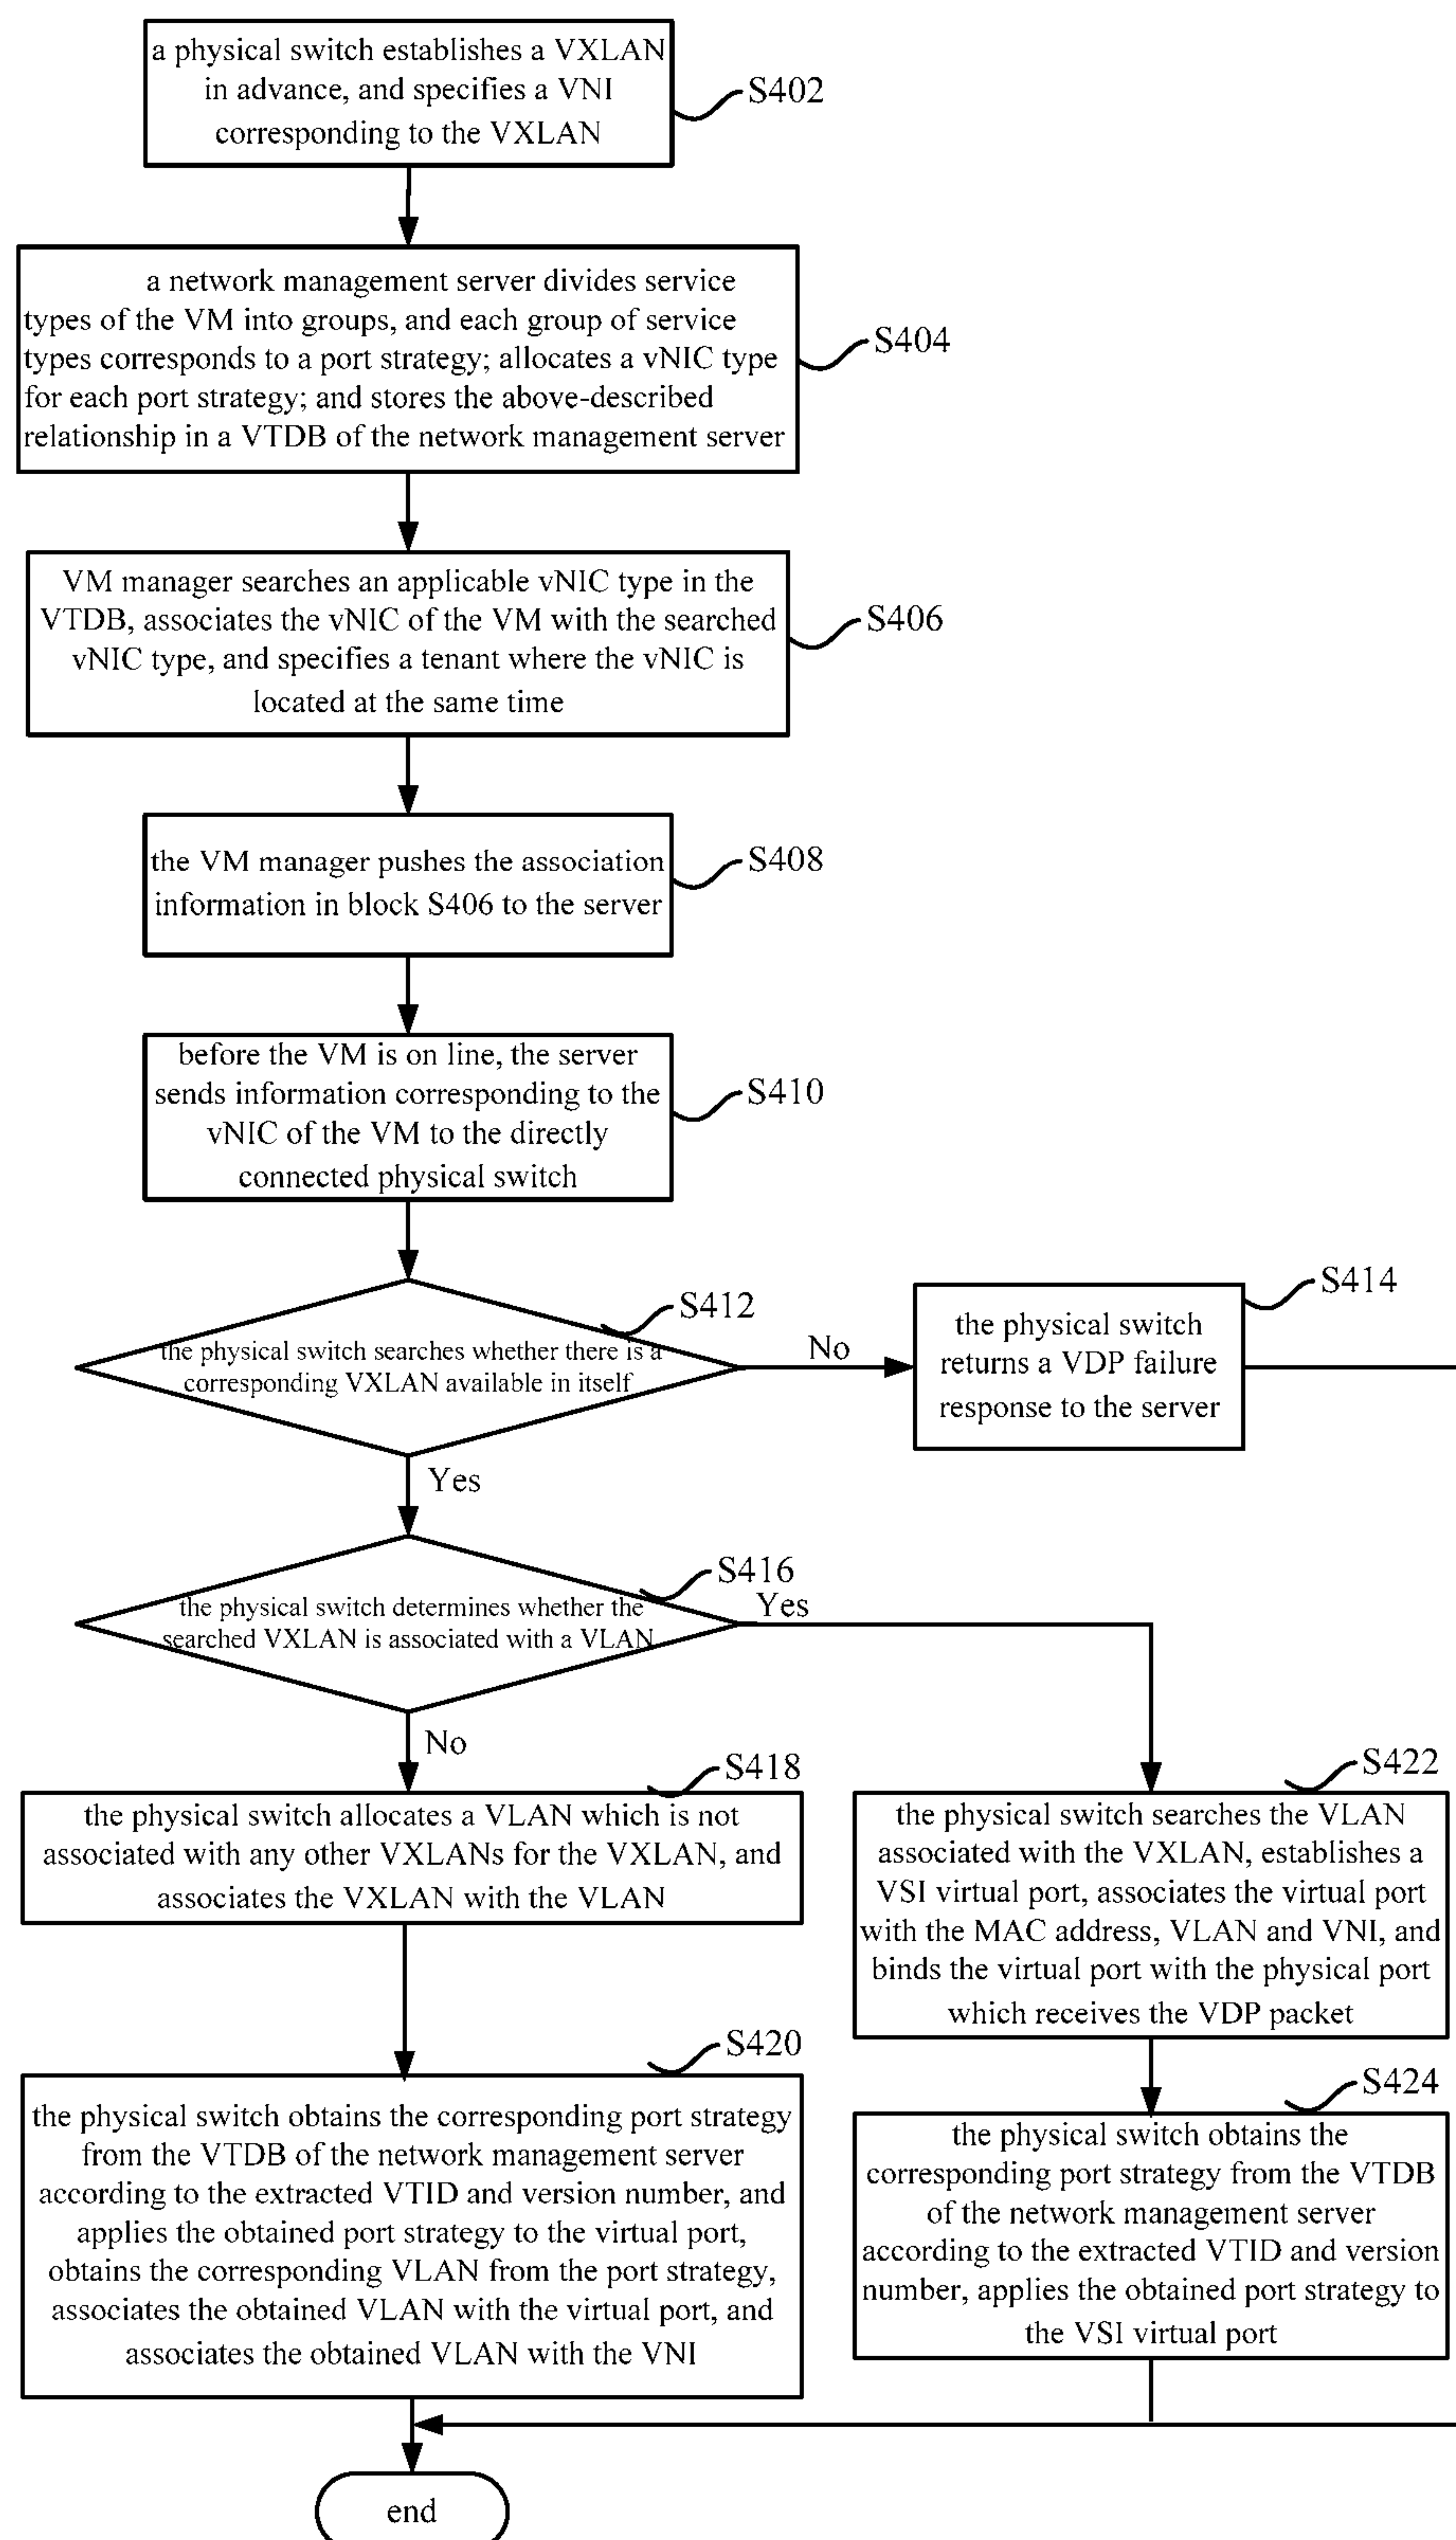 a physical switch establishes a VXLAN
in advance, and specifies a VNI
corresponding to the VXLAN
S402
a network management server divides service
types of the VM into groups, and each group of service
types corresponds to a port strategy; allocates a vNIC type
for each port strategy; and stores the above-described
relationship in a VTDB of the network management server
S404
VM manager searches an applicable vNIC type in the
VTDB, associates the vNIC of the VM with the searched
vNIC type, and specifies a tenant where the vNIC is
located at the same time
S406
the VM manager pushes the association
information in block S406 to the server
S408
before the VM is on line, the server
sends information corresponding to the
vNIC of the VM to the directly
connected physical switch
S410
S412
the physical switch searches whether there is a
corresponding VXLAN available in itself
No
S414
the physical switch
returns a VDP failure
response to the server
Yes
S416
the physical switch determines whether the
searched VXLAN is associated with a VLAN
Yes
No
S418
the physical switch allocates a VLAN which is not
associated with any other VXLANs for the VXLAN, and
associates the VXLAN with the VLAN
S422
the physical switch searches the VLAN
associated with the VXLAN, establishes a
VSI virtual port, associates the virtual port
with the MAC address, VLAN and VNI, and
binds the virtual port with the physical port
which receives the VDP packet
S420
the physical switch obtains the corresponding port strategy
from the VTDB of the network management server
according to the extracted VTID and version number, and
applies the obtained port strategy to the virtual port,
obtains the corresponding VLAN from the port strategy,
associates the obtained VLAN with the virtual port, and
associates the obtained VLAN with the VNI
S424
the physical switch obtains the
corresponding port strategy from the VTDB
of the network management server
according to the extracted VTID and version
number, applies the obtained port strategy to
the VSI virtual port
end